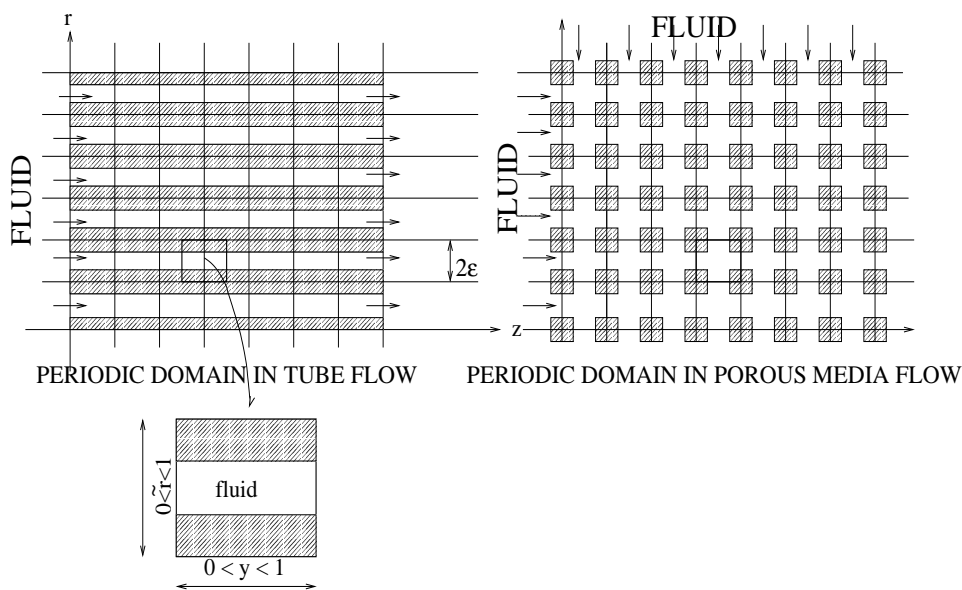 r
FLUID
FLUID
FLUID
2ε
z
PERIODIC DOMAIN IN TUBE FLOW
PERIODIC DOMAIN IN POROUS MEDIA FLOW
0<r̃<1
fluid
0 < y < 1